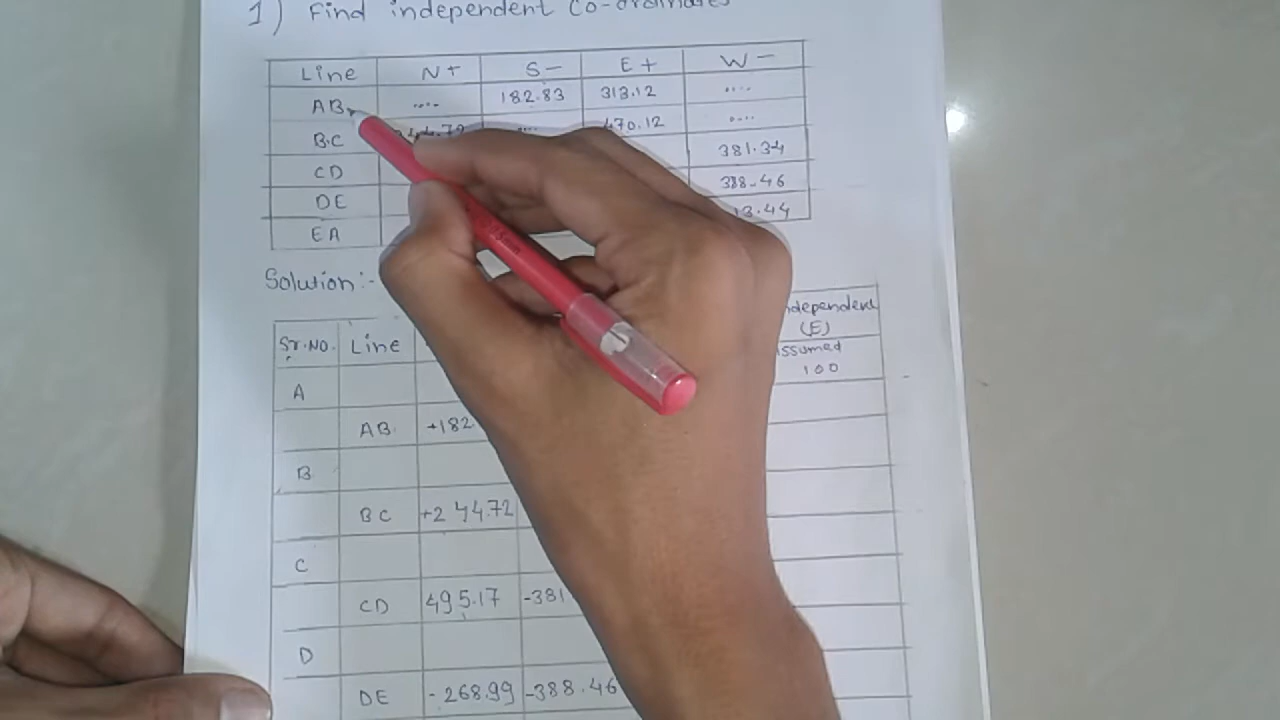 1) Find independent Co-ordinates
Line N+ S- E+ W-
AB .... 182.83 313.12 ....
BC .... 470.12 ....
CD 381.34
DE 388.46
EA
Solution:-
Sr.No. Line
(E)
100
A
AB +182
B
BC +244.72
C
CD 495.17 -381
D
DE -268.99 -388.46